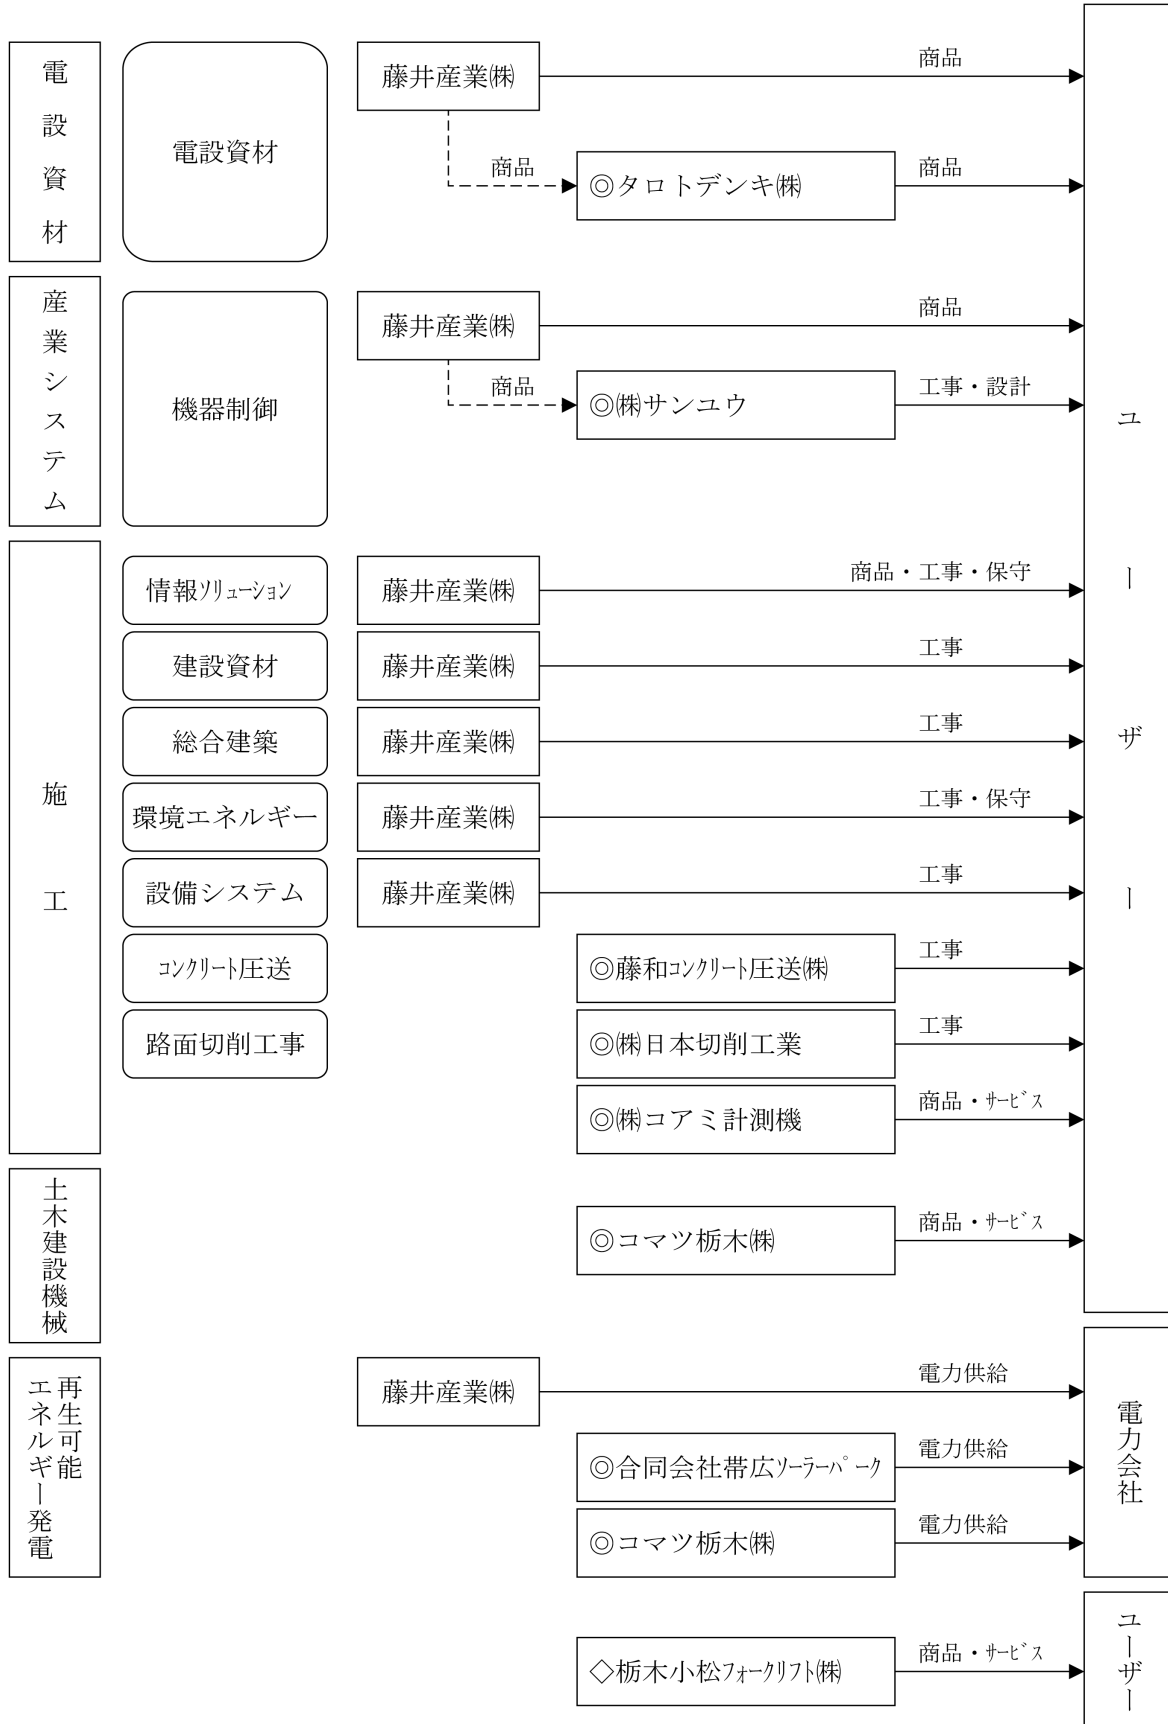 電設資材
電設資材
藤井産業㈱
商品
商品
◎タロトデンキ㈱
商品
産業システム
機器制御
藤井産業㈱
商品
商品
◎㈱サンユウ
工事・設計
施工
情報ソリューション
藤井産業㈱
商品・工事・保守
建設資材
藤井産業㈱
工事
総合建築
藤井産業㈱
工事
環境エネルギー
藤井産業㈱
工事・保守
設備システム
藤井産業㈱
工事
コンクリート圧送
◎藤和コンクリート圧送㈱
工事
路面切削工事
◎㈱日本切削工業
工事
◎㈱コアミ計測機
商品・サービス
ユーザー
土木建設機械
◎コマツ栃木㈱
商品・サービス
再生可能
エネルギー発電
藤井産業㈱
電力供給
◎合同会社帯広ソーラーパーク
電力供給
◎コマツ栃木㈱
電力供給
電力会社
◇栃木小松フォークリフト㈱
商品・サービス
ユーザー